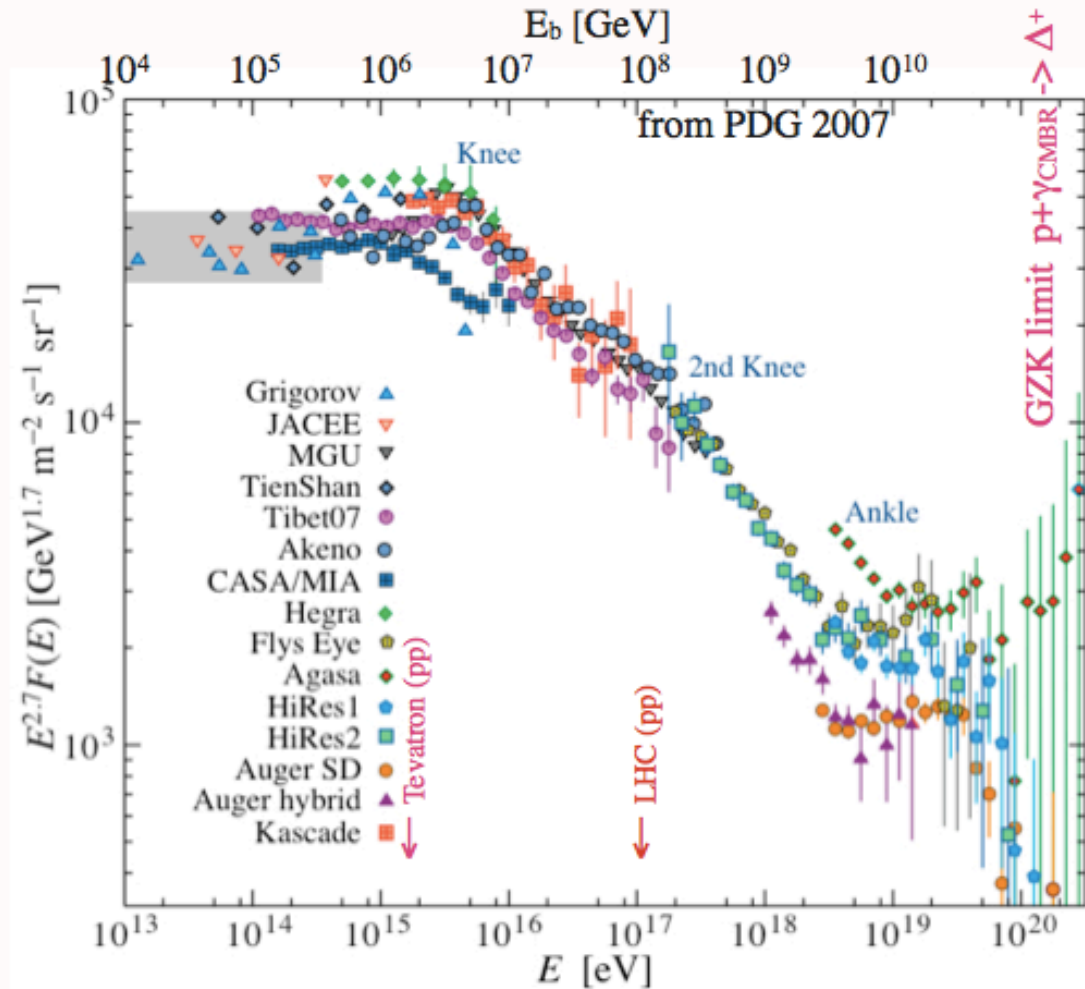 E_b [GeV]
10^4 10^5 10^6 10^7 10^8 10^9 10^10
GZK limit p+γ_CMBR -> Δ^+
from PDG 2007
Knee
2nd Knee
Ankle
E^2.7 F(E) [GeV^1.7 m^−2 s^−1 sr^−1]
10^5
10^4
10^3
Grigorov
JACEE
MGU
TienShan
Tibet07
Akeno
CASA/MIA
Hegra
Flys Eye
Agasa
HiRes1
HiRes2
Auger SD
Auger hybrid
Kascade
Tevatron (pp)
LHC (pp)
10^13 10^14 10^15 10^16 10^17 10^18 10^19 10^20
E [eV]